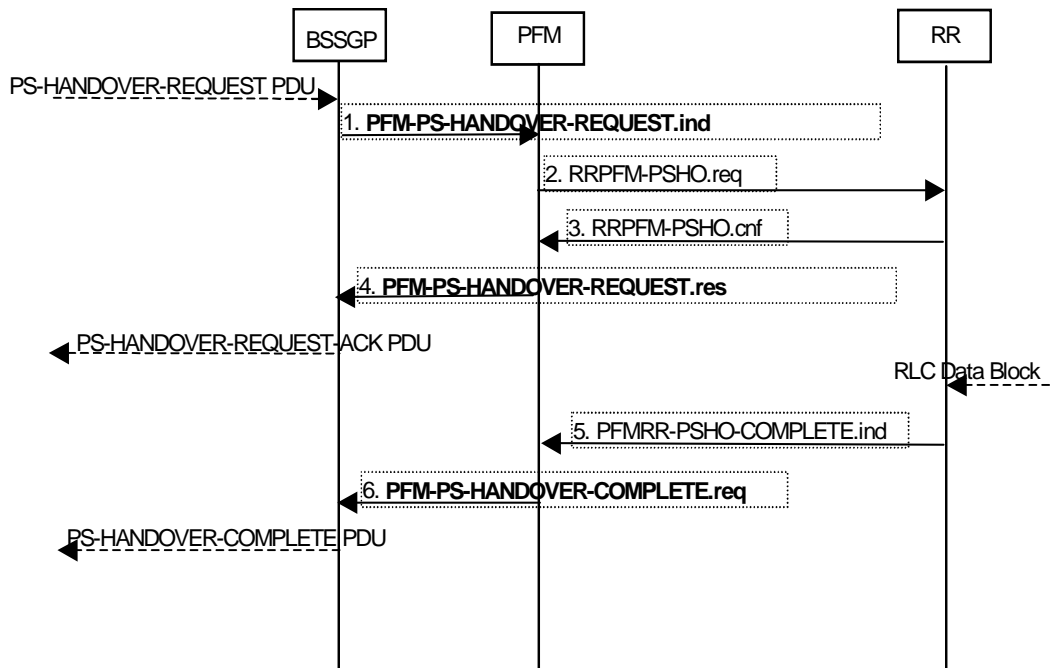 BSSGP
PFM
RR
PS-HANDOVER-REQUEST PDU
1. PFM-PS-HANDOVER-REQUEST.ind
2. RRPFM-PSHO.req
3. RRPFM-PSHO.cnf
4. PFM-PS-HANDOVER-REQUEST.res
PS-HANDOVER-REQUEST-ACK PDU
RLC Data Block
5. PFMRR-PSHO-COMPLETE.ind
6. PFM-PS-HANDOVER-COMPLETE.req
PS-HANDOVER-COMPLETE PDU